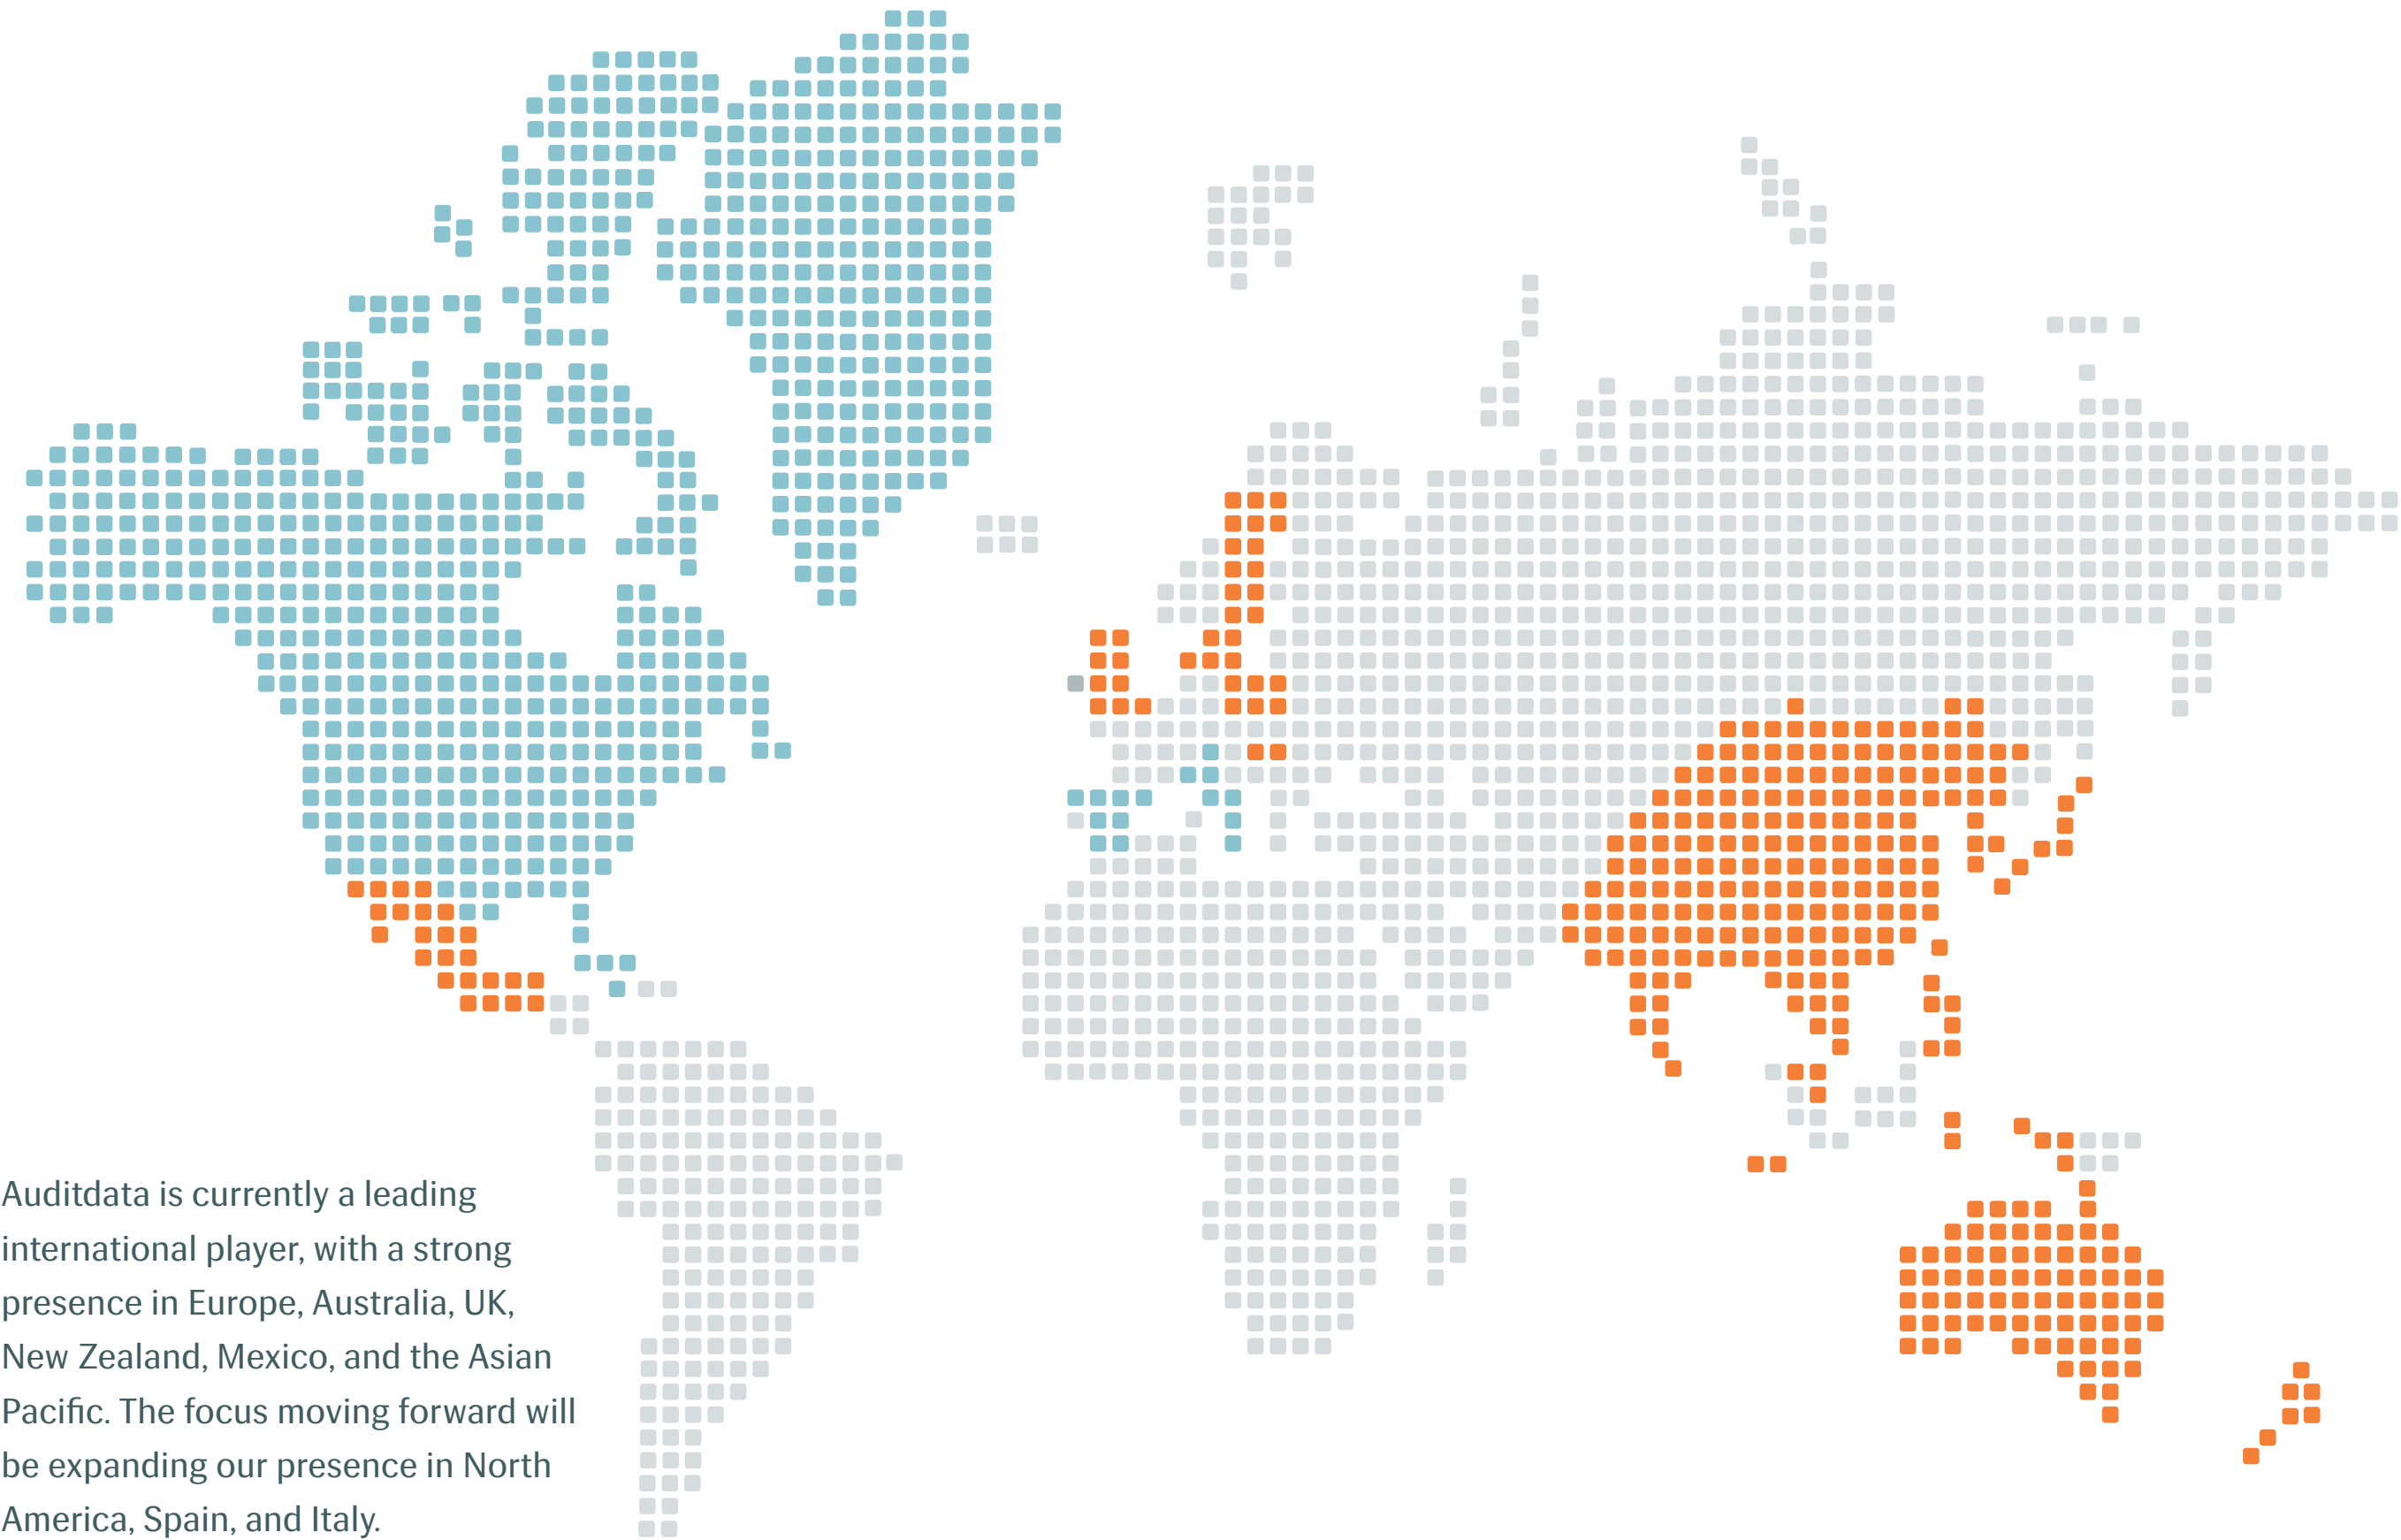 Auditdata is currently a leading
international player, with a strong
presence in Europe, Australia, UK,
New Zealand, Mexico, and the Asian
Pacific. The focus moving forward will
be expanding our presence in North
America, Spain, and Italy.